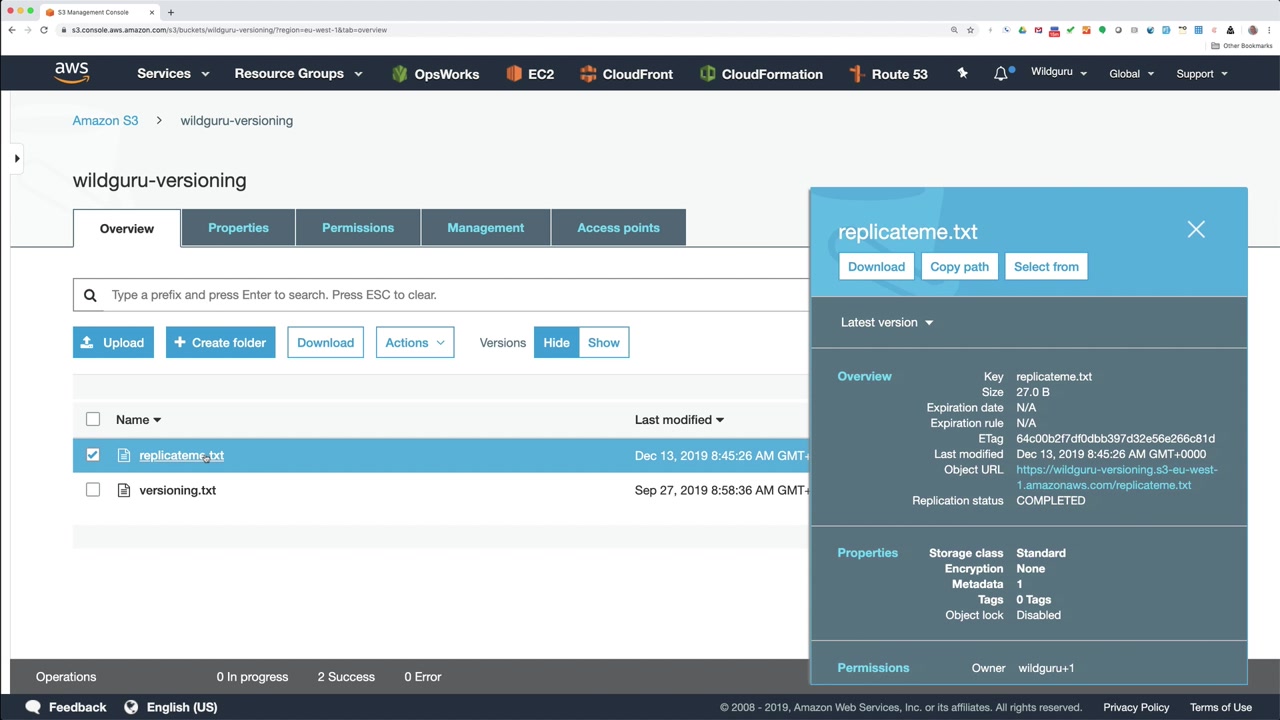 S3 Management Console
s3.console.aws.amazon.com/s3/buckets/wildguru-versioning/?region=eu-west-1&tab=overview
Other Bookmarks
aws Services Resource Groups OpsWorks EC2 CloudFront CloudFormation Route 53 Wildguru Global Support
Amazon S3 > wildguru-versioning
wildguru-versioning
Overview Properties Permissions Management Access points
Type a prefix and press Enter to search. Press ESC to clear.
Upload + Create folder Download Actions Versions Hide Show
Name Last modified
replicateme.txt Dec 13, 2019 8:45:26 AM GMT+
versioning.txt Sep 27, 2019 8:58:36 AM GMT+
replicateme.txt
Download Copy path Select from
Latest version
Overview Key replicateme.txt
Size 27.0 B
Expiration date N/A
Expiration rule N/A
ETag 64c00b2f7df0dbb397d32e56e266c81d
Last modified Dec 13, 2019 8:45:26 AM GMT+0000
Object URL https://wildguru-versioning.s3-eu-west-
1.amazonaws.com/replicateme.txt
Replication status COMPLETED
Properties Storage class Standard
Encryption None
Metadata 1
Tags 0 Tags
Object lock Disabled
Permissions Owner wildguru+1
Operations 0 In progress 2 Success 0 Error
Feedback English (US) © 2008 - 2019, Amazon Web Services, Inc. or its affiliates. All rights reserved. Privacy Policy Terms of Use